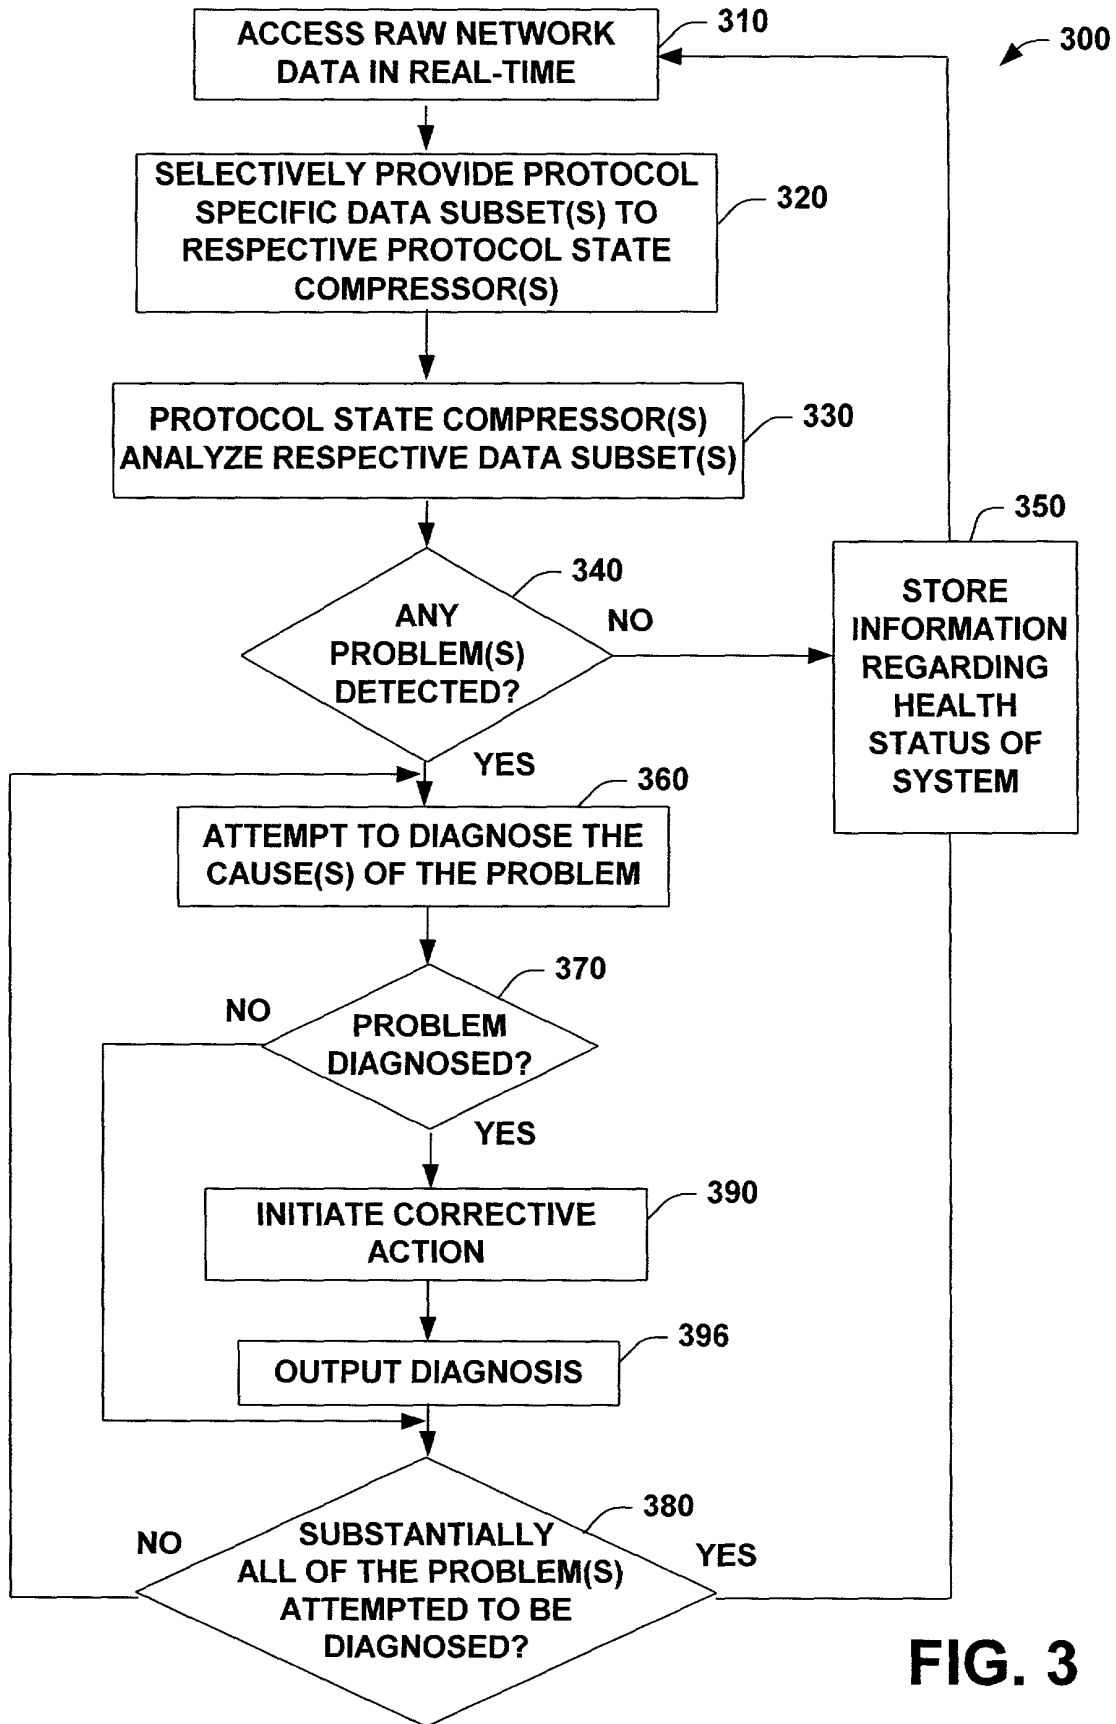 ACCESS RAW NETWORK
DATA IN REAL-TIME
310
300
SELECTIVELY PROVIDE PROTOCOL
SPECIFIC DATA SUBSET(S) TO
RESPECTIVE PROTOCOL STATE
COMPRESSOR(S)
320
PROTOCOL STATE COMPRESSOR(S)
ANALYZE RESPECTIVE DATA SUBSET(S)
330
340
ANY
PROBLEM(S)
DETECTED?
NO
YES
350
STORE
INFORMATION
REGARDING
HEALTH
STATUS OF
SYSTEM
360
ATTEMPT TO DIAGNOSE THE
CAUSE(S) OF THE PROBLEM
370
NO
PROBLEM
DIAGNOSED?
YES
390
INITIATE CORRECTIVE
ACTION
396
OUTPUT DIAGNOSIS
380
NO
SUBSTANTIALLY
ALL OF THE PROBLEM(S)
ATTEMPTED TO BE
DIAGNOSED?
YES
FIG. 3